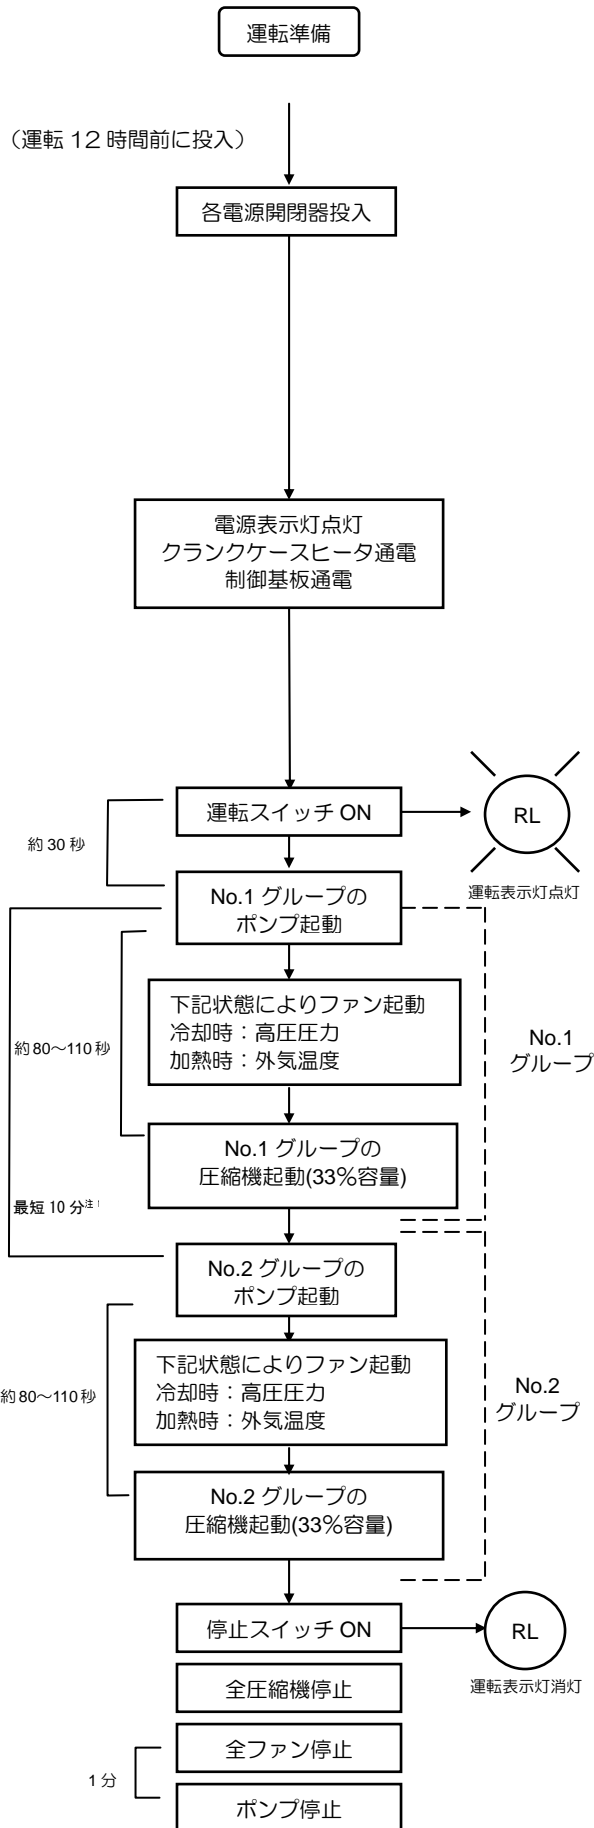 運転準備
（運転 12 時間前に投入）
各電源開閉器投入
電源表示灯点灯
クランクケースヒータ通電
制御基板通電
運転スイッチ ON
RL
運転表示灯点灯
約 30 秒
No.1 グループの
ポンプ起動
下記状態によりファン起動
冷却時：高圧圧力
加熱時：外気温度
約 80～110 秒
No.1
グループ
No.1 グループの
圧縮機起動(33％容量)
最短 10 分注1
No.2 グループの
ポンプ起動
下記状態によりファン起動
冷却時：高圧圧力
加熱時：外気温度
約 80～110 秒
No.2
グループ
No.2 グループの
圧縮機起動(33％容量)
停止スイッチ ON
RL
運転表示灯消灯
全圧縮機停止
全ファン停止
1 分
ポンプ停止